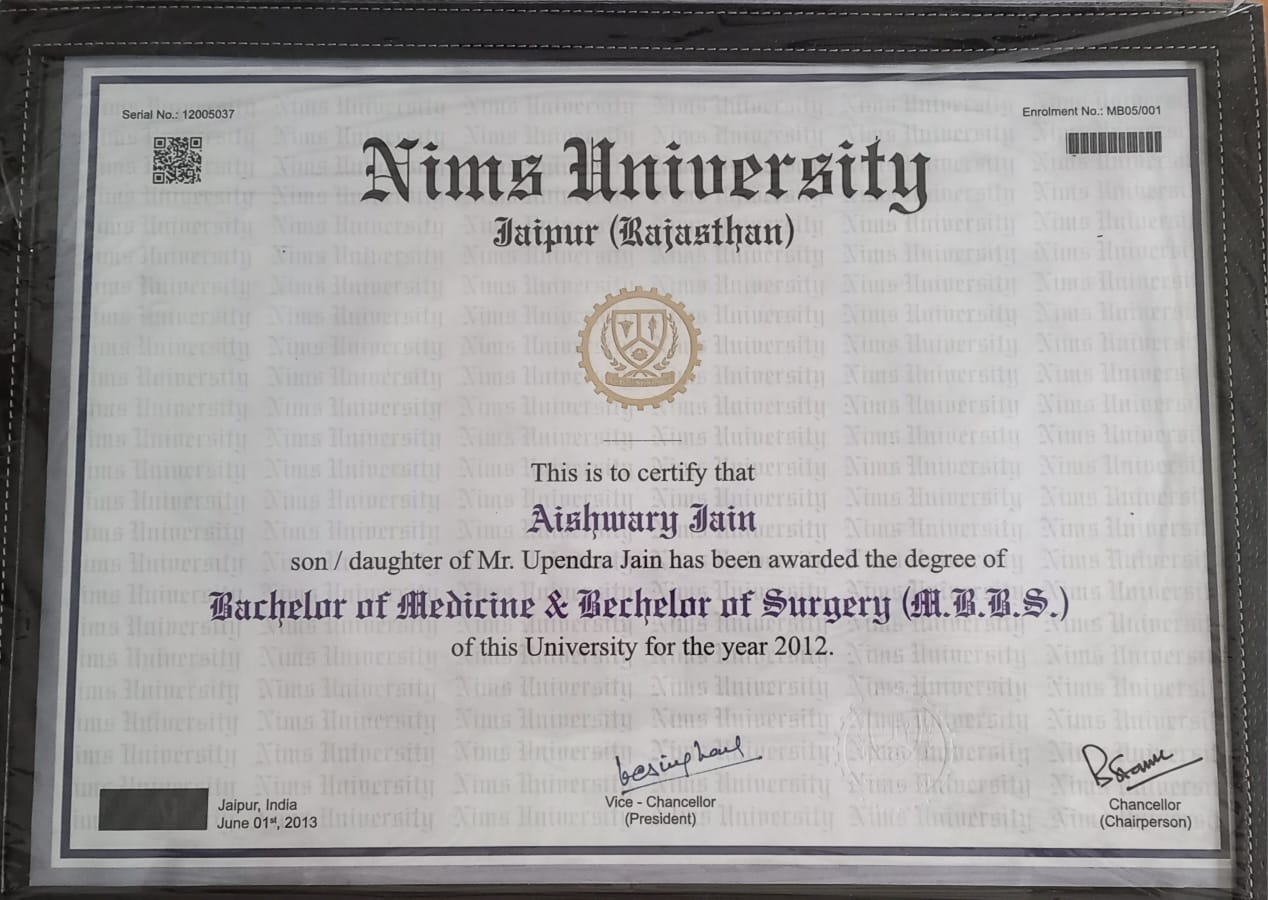 Serial No.: 12005037
Enrolment No.: MB05/001
Nims University
Jaipur (Rajasthan)
This is to certify that
Aishwary Jain
son / daughter of Mr. Upendra Jain has been awarded the degree of
Bachelor of Medicine & Bechelor of Surgery (M.B.B.S.)
of this University for the year 2012.
Jaipur, India
June 01st, 2013
Vice - Chancellor
(President)
Chancellor
(Chairperson)